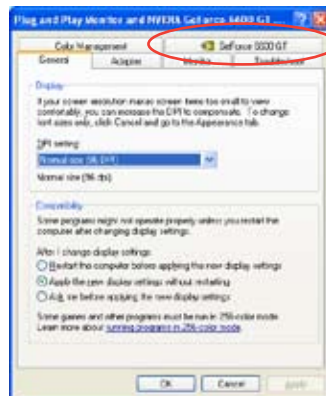 Plug and Play Monitor and NVIDIA GeForce 6600 GT ...
Color Management
GeForce 6600 GT
General
Adapter
Monitor
Troubleshoot
Display
If your screen resolution makes screen items too small to view
comfortably, you can increase the DPI to compensate. To change
font sizes only, click Cancel and go to the Appearance tab.
DPI setting:
Normal size (96 DPI)
Normal size (96 dpi)
Compatibility
Some programs might not operate properly unless you restart the
computer after changing display settings.
After I change display settings:
Restart the computer before applying the new display settings
Apply the new display settings without restarting
Ask me before applying the new display settings
Some games and other programs must be run in 256-color mode.
Learn more about running programs in 256-color mode.
OK
Cancel
Apply